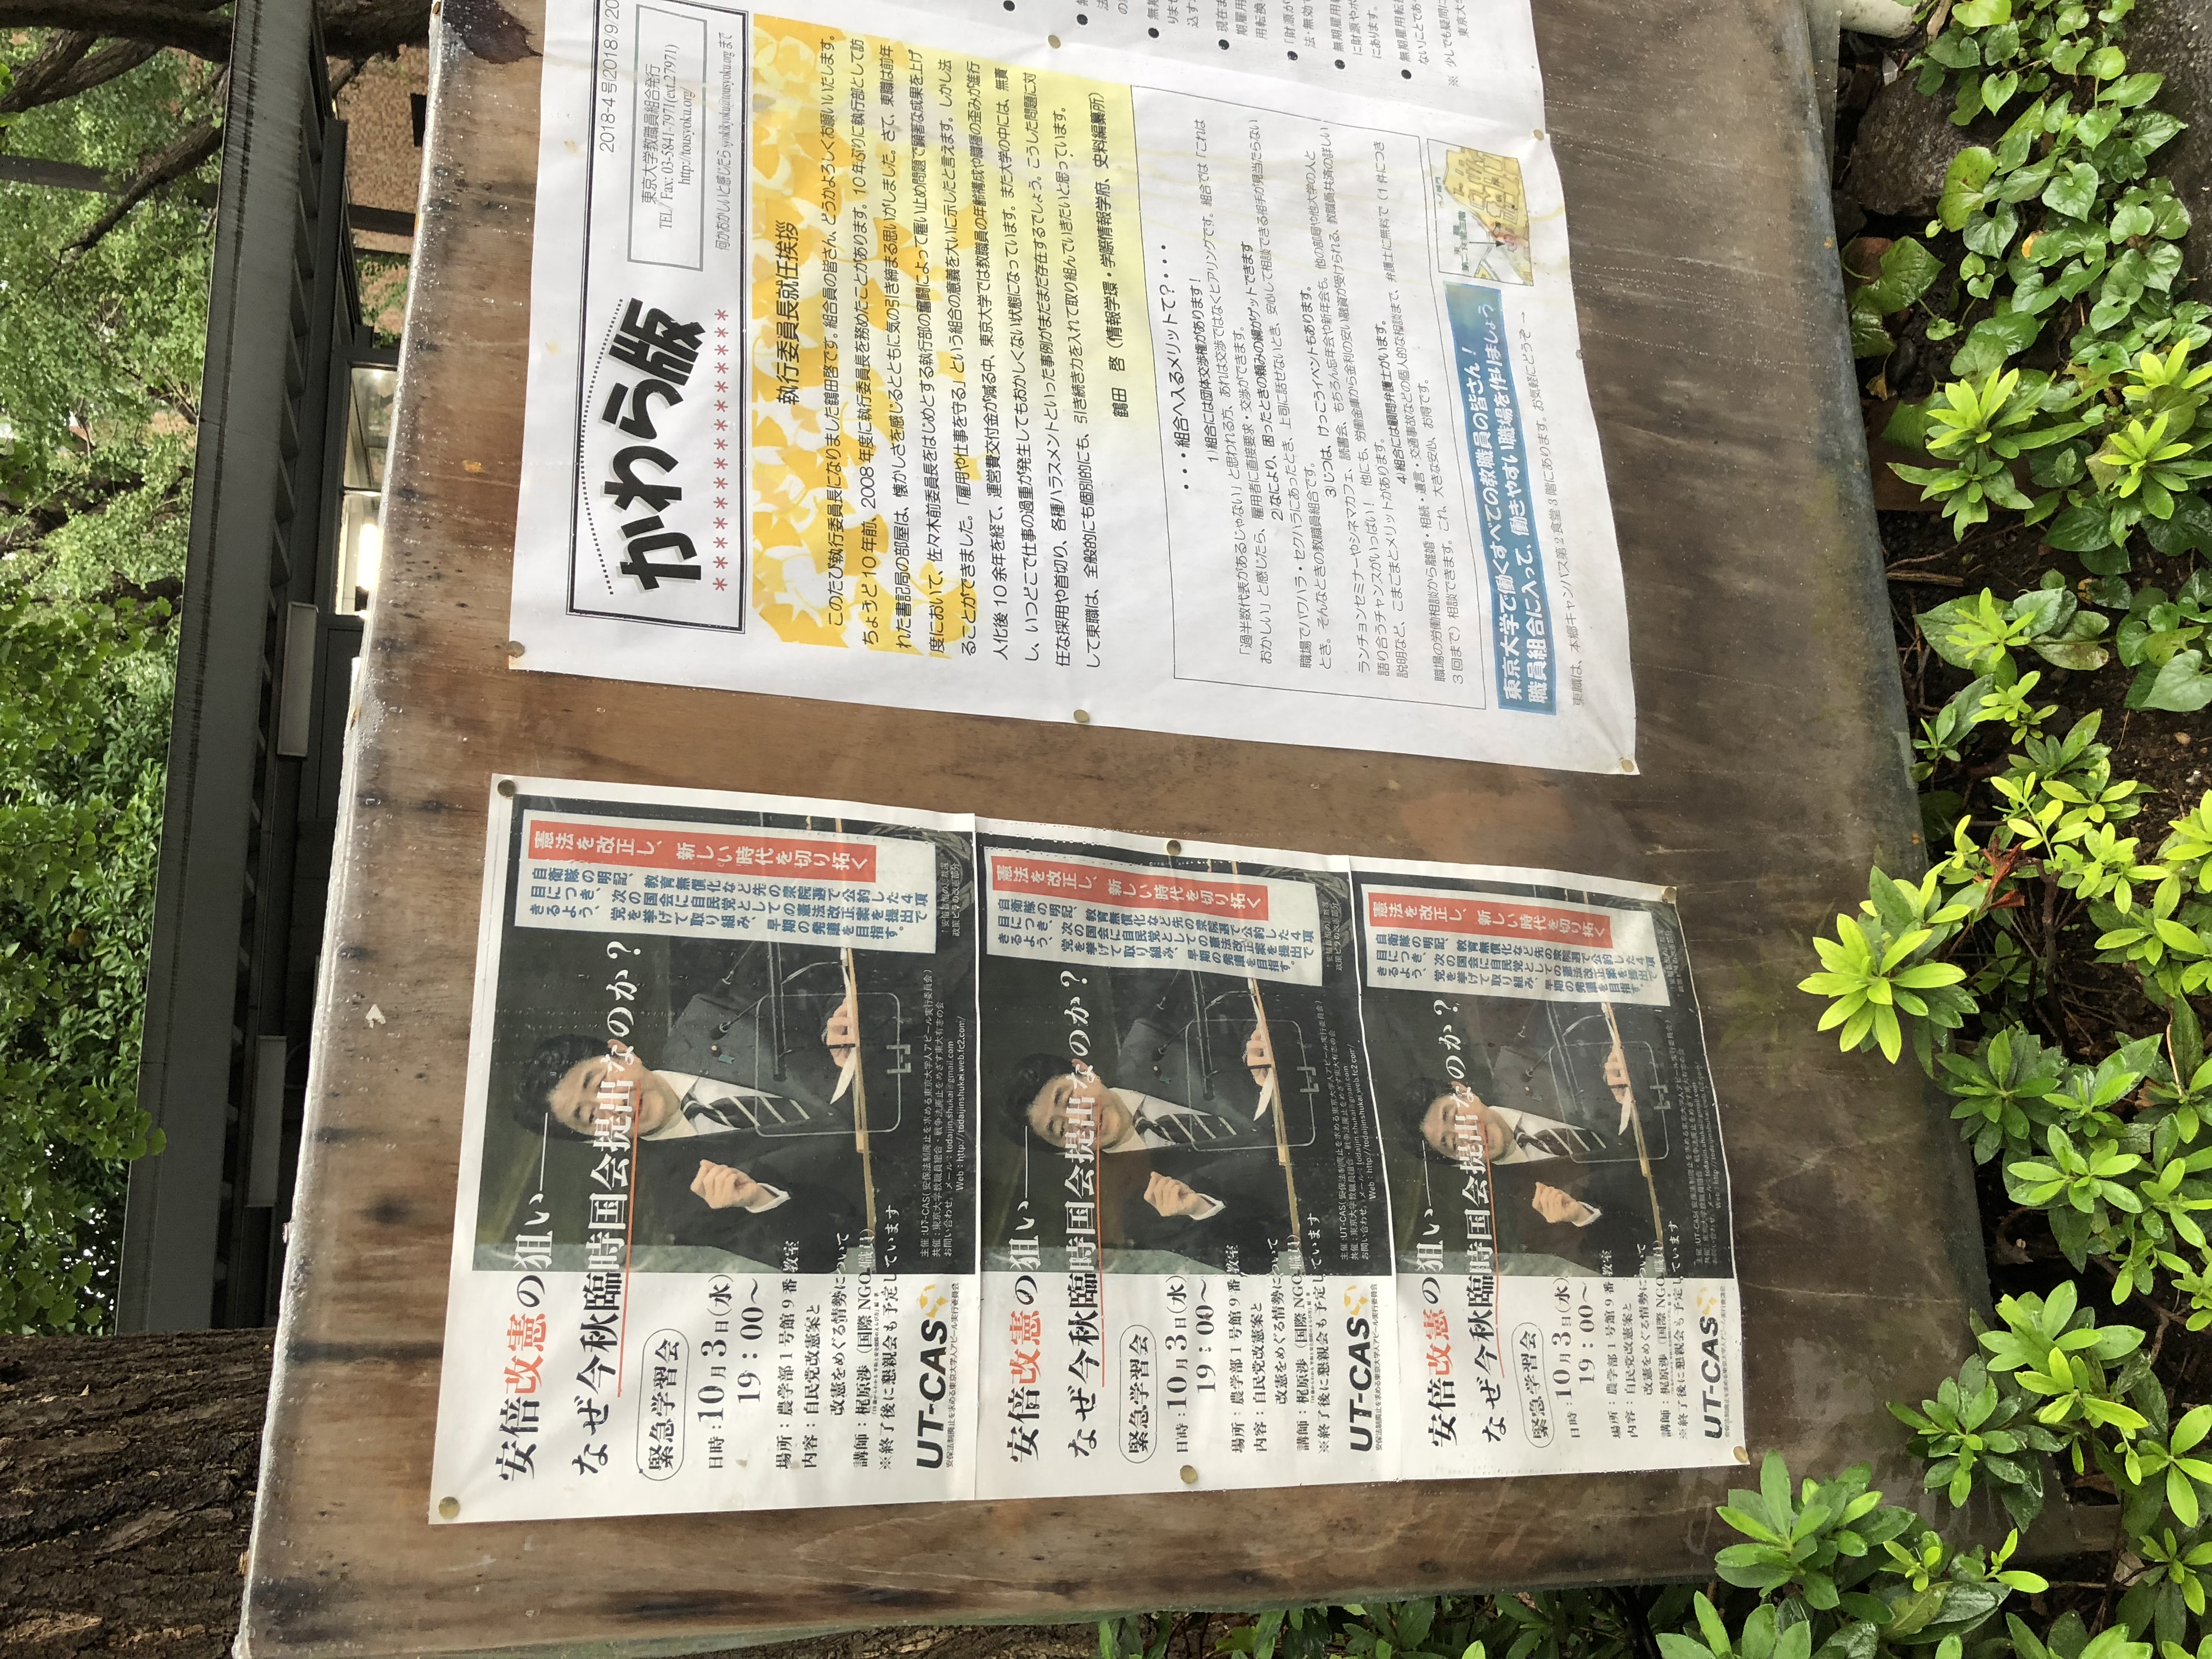 安倍改憲の狙い――
なぜ今秋臨時国会提出なのか？
緊急学習会
日時：10月3日（水）
19：00～
場所：農学部1号館9番教室
内容：自民党改憲案と
改憲をめぐる情勢について
講師：梶原渉（国際NGO職員）
※終了後に懇親会も予定しています
UT-CAS
安保法制廃止を求める東京大学人アピール実行委員会
主催：UT-CAS（安保法制廃止を求める東京大学人アピール実行委員会）
共催：東京大学教職員組合・戦争法廃止をめざす東大有志の会
お問い合わせ。メール：todaijin.shukai@gmail.com
Web：http://todaijinshukai.web.fc2.com/
憲法を改正し、新しい時代を切り拓く
自衛隊の明記、教育無償化など先の衆院選で公約した4項
目につき、次の国会に自民党としての憲法改正案を提出で
きるよう、党を挙げて取り組み、早期の発議を目指す。
政策ビラの改憲部分
安倍改憲の狙い――
なぜ今秋臨時国会提出なのか？
緊急学習会
日時：10月3日（水）
19：00～
場所：農学部1号館9番教室
内容：自民党改憲案と
改憲をめぐる情勢について
講師：梶原渉（国際NGO職員）
※終了後に懇親会も予定しています
UT-CAS
安保法制廃止を求める東京大学人アピール実行委員会
主催：UT-CAS（安保法制廃止を求める東京大学人アピール実行委員会）
共催：東京大学教職員組合・戦争法廃止をめざす東大有志の会
お問い合わせ。メール：todaijin.shukai@gmail.com
Web：http://todaijinshukai.web.fc2.com/
憲法を改正し、新しい時代を切り拓く
自衛隊の明記、教育無償化など先の衆院選で公約した4項
目につき、次の国会に自民党としての憲法改正案を提出で
きるよう、党を挙げて取り組み、早期の発議を目指す。
政策ビラの改憲部分
安倍改憲の狙い――
なぜ今秋臨時国会提出なのか？
緊急学習会
日時：10月3日（水）
19：00～
場所：農学部1号館9番教室
内容：自民党改憲案と
改憲をめぐる情勢について
講師：梶原渉（国際NGO職員）
※終了後に懇親会も予定しています
UT-CAS
安保法制廃止を求める東京大学人アピール実行委員会
主催：UT-CAS（安保法制廃止を求める東京大学人アピール実行委員会）
共催：東京大学教職員組合・戦争法廃止をめざす東大有志の会
お問い合わせ。メール：todaijin.shukai@gmail.com
Web：http://todaijinshukai.web.fc2.com/
憲法を改正し、新しい時代を切り拓く
自衛隊の明記、教育無償化など先の衆院選で公約した4項
目につき、次の国会に自民党としての憲法改正案を提出で
きるよう、党を挙げて取り組み、早期の発議を目指す。
かわら版
2018-4号(2018/9/20
東京大学教職員組合発行
TEL／Fax: 03-5841-7971(ext.27971)
http://tousyoku.org/
何かおかしいと感じたら syokikyoku@tousyoku.org まで
執行委員長就任挨拶
このたび執行委員長になりました鶴田啓です。組合員の皆さん、どうかよろしくお願いいたします。
ちょうど10年前、2008年度に執行委員長を務めたことがあります。10年ぶりに執行部として訪
れた書記局の部屋は、懐かしさを感じるとともに気の引き締まる思いがしました。さて、東職は前年
度において、佐々木前委員長をはじめとする執行部の奮闘によって雇い止め問題で顕著な成果を上げ
ることができました。「雇用や仕事を守る」という組合の意義を大いに示したと言えます。しかし法
人化後10余年を経て、運営費交付金が減る中、東京大学では教職員の年齢構成や職種の歪みが進行
し、いつどこで仕事の過重が発生してもおかしくない状態になっています。また大学の中には、無責
任な採用や首切り、各種ハラスメントといった事例がまだまだ存在するでしょう。こうした問題に対
して東職は、全般的にも個別的にも、引き続き力を入れて取り組んでいきたいと思っています。
鶴田　啓（情報学環・学際情報学府、史料編纂所）
・・・組合へ入るメリットて？・・・
1)組合には団体交渉権があります！
「過半数代表があるじゃない」と思われる方、あれは交渉ではなくヒアリングです。組合では「これは
おかしい」と感じたら、雇用者に直接要求・交渉ができます。
2)なにより、困ったときの頼みの綱がゲットできます
職場でパワハラ・セクハラにあったとき、上司に話せないとき、安心して相談できる相手が見当たらない
とき。そんなときの教職員組合です。
3)じつは、けっこうイベントもあります。
ランチョンセミナーやシネマカフェ、読書会、もちろん忘年会や新年会も。他の部局や他大学の人と
語り合うチャンスがいっぱい！ 他にも、労働金庫から金利の安い融資が受けられる、教職員共済の詳しい
説明など、こまごまとメリットがあります。
4)組合には顧問弁護士がいます。
職場の労働相談から離婚・相続・遺言・交通事故などの個人的な相談まで、弁護士に無料で（1件につき
3回まで）相談できます。これ、大きな安心、お得です。
東京大学で働くすべての教職員の皆さん！
職員組合に入って、働きやすい職場を作りましょう
東職は、本郷キャンパス第2食堂3階にあります。お気軽にどうぞ →
東職
第二食堂三階
現在ま
期雇用
用転換
「財源が
法・無効で
無期雇用転
に財源やポ
にあります。
無期雇用転
ない」ことであ
※ 少しでも疑問に
東京大学